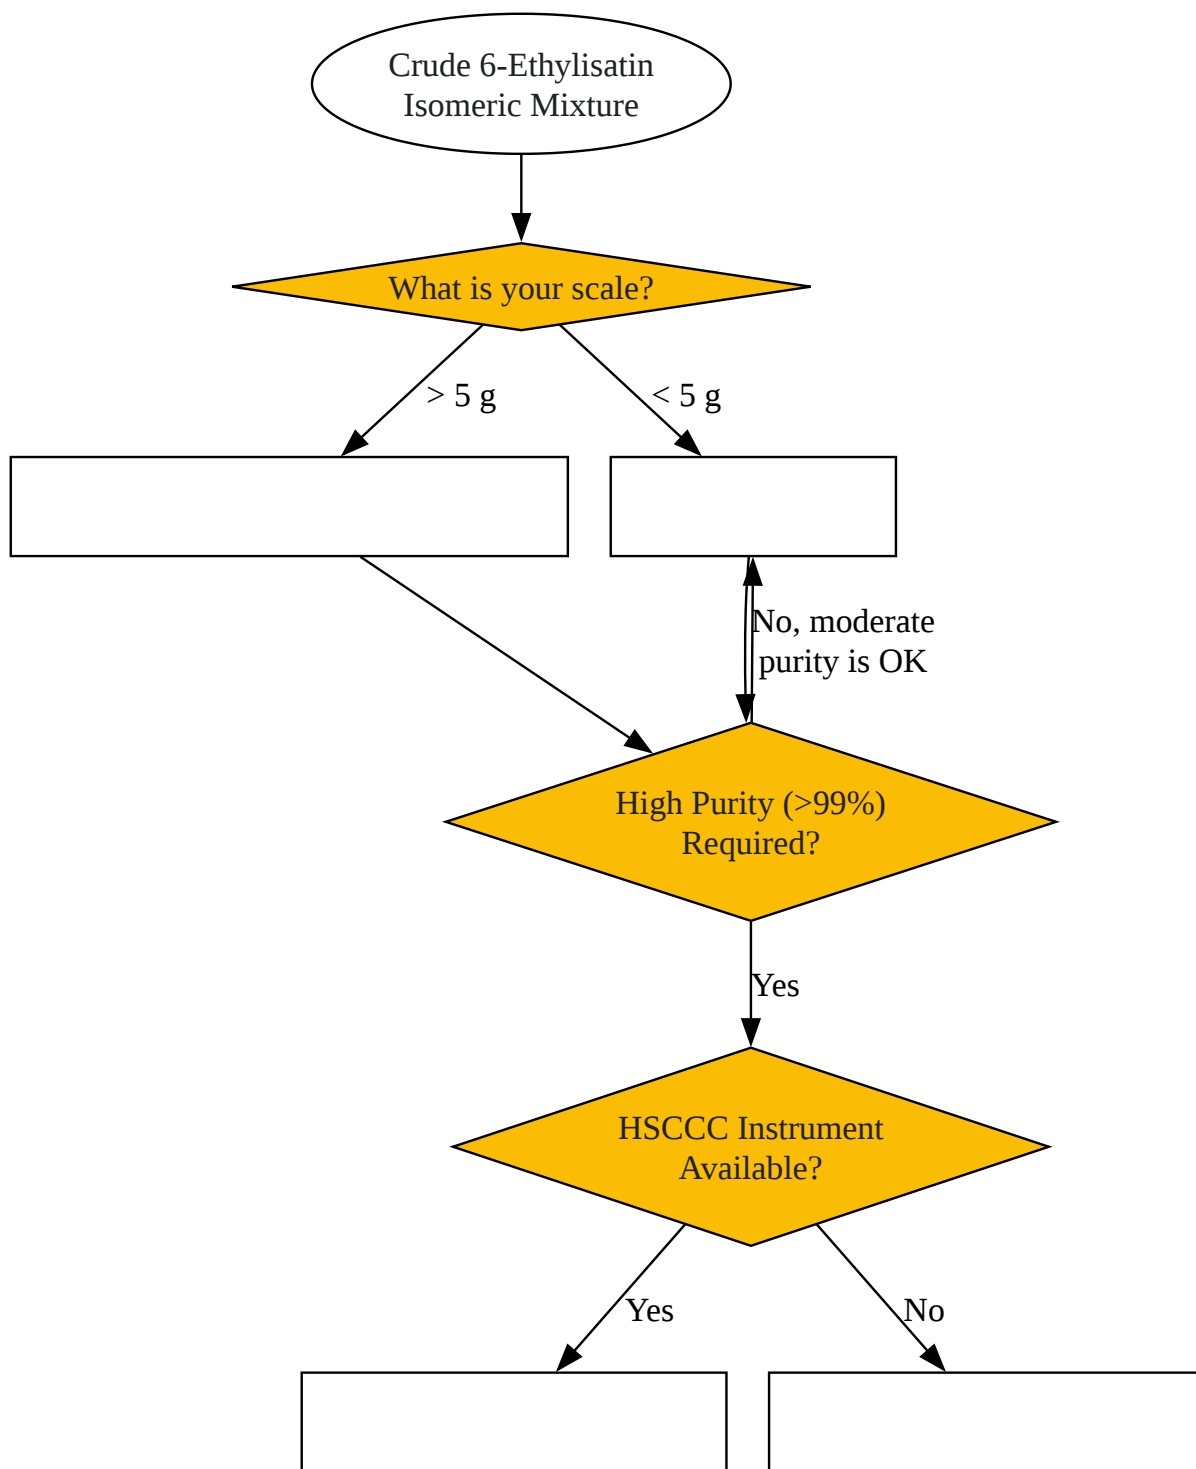 Crude 6-Ethylisatin
Isomeric Mixture
What is your scale?
> 5 g
< 5 g
No, moderate
purity is OK
High Purity (>99%)
Required?
Yes
HSCCC Instrument
Available?
Yes
No